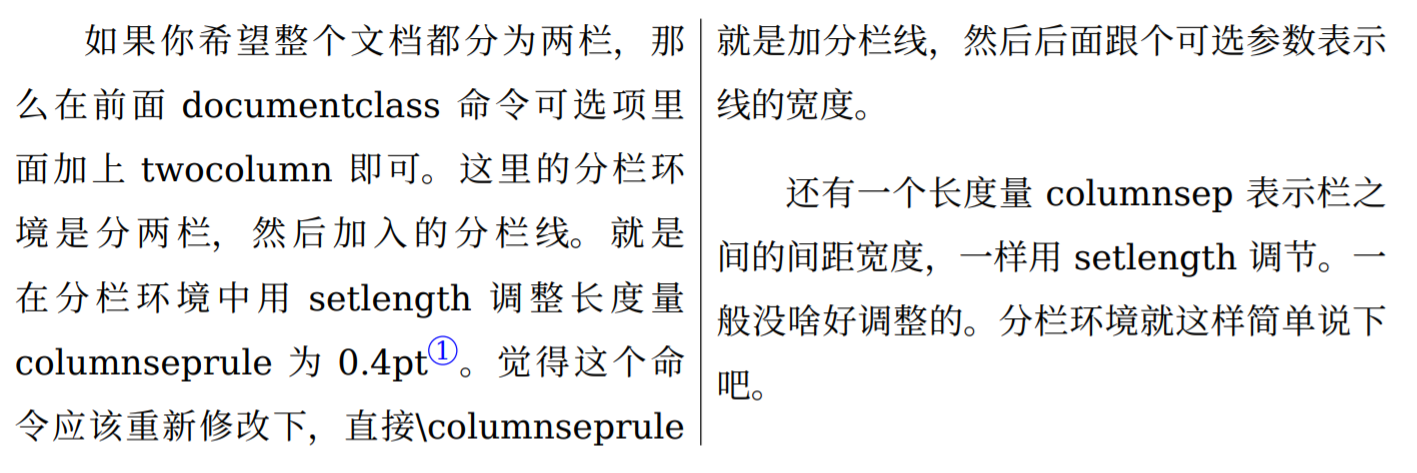 如果你希望整个文档都分为两栏，那
么在前面 documentclass 命令可选项里
面加上 twocolumn 即可。这里的分栏环
境是分两栏，然后加入的分栏线。就是
在分栏环境中用 setlength 调整长度量
columnseprule 为 0.4pt①。觉得这个命
令应该重新修改下，直接\columnseprule
就是加分栏线，然后后面跟个可选参数表示
线的宽度。
还有一个长度量 columnsep 表示栏之
间的间距宽度，一样用 setlength 调节。一
般没啥好调整的。分栏环境就这样简单说下
吧。